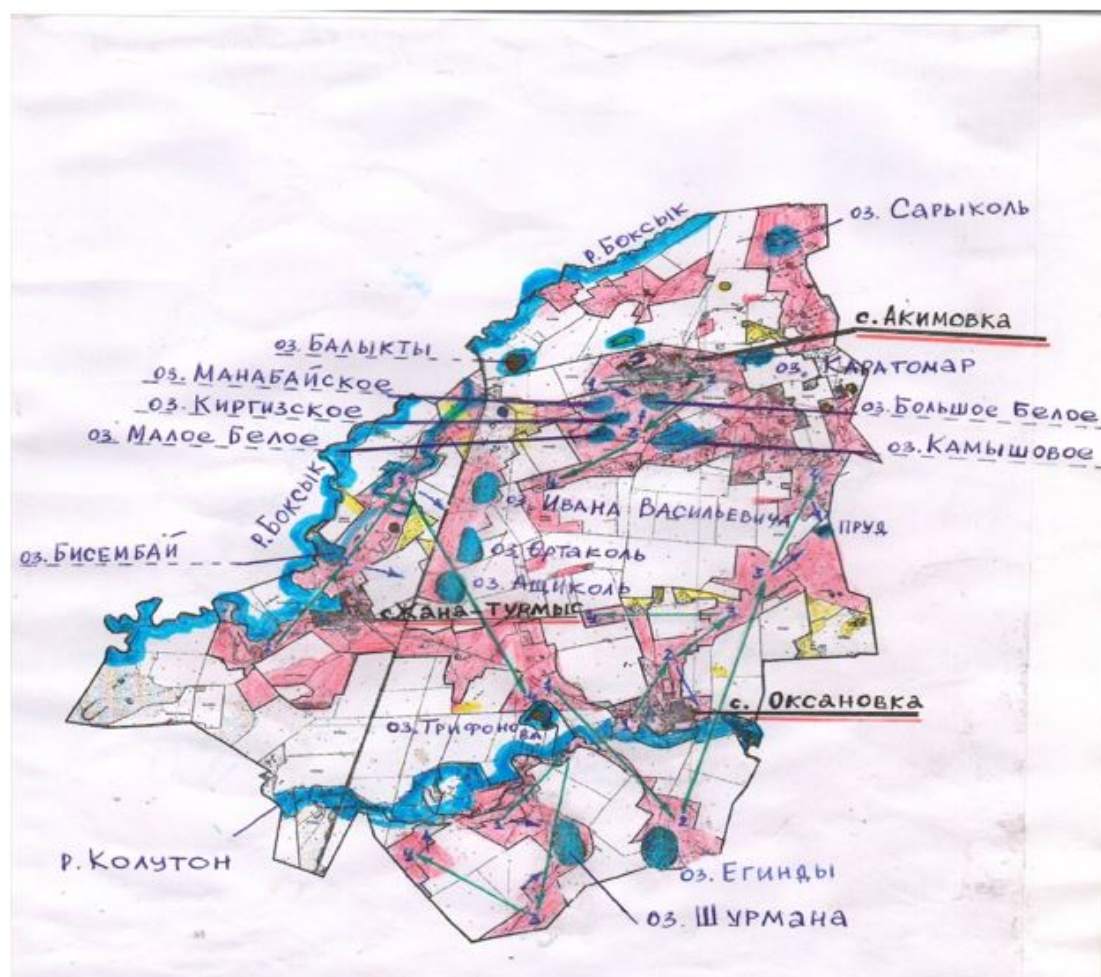 оз. Сарыколь
р. Боксык
с. Акимовка
оз. Балыкты
оз. Каратомар
оз. Манабайское
оз. Киргизское
оз. Большое Белое
оз. Малое Белое
оз. Камышовое
оз. Ивана Васильевича
р. Боксык
пруд
оз. Бисембай
оз. Ортаколь
оз. Ащиколь
с. Жана-Турмыс
с. Оксановка
оз. Трифоно
ва
р. Колутон
оз. Егинды
оз. Шурмана